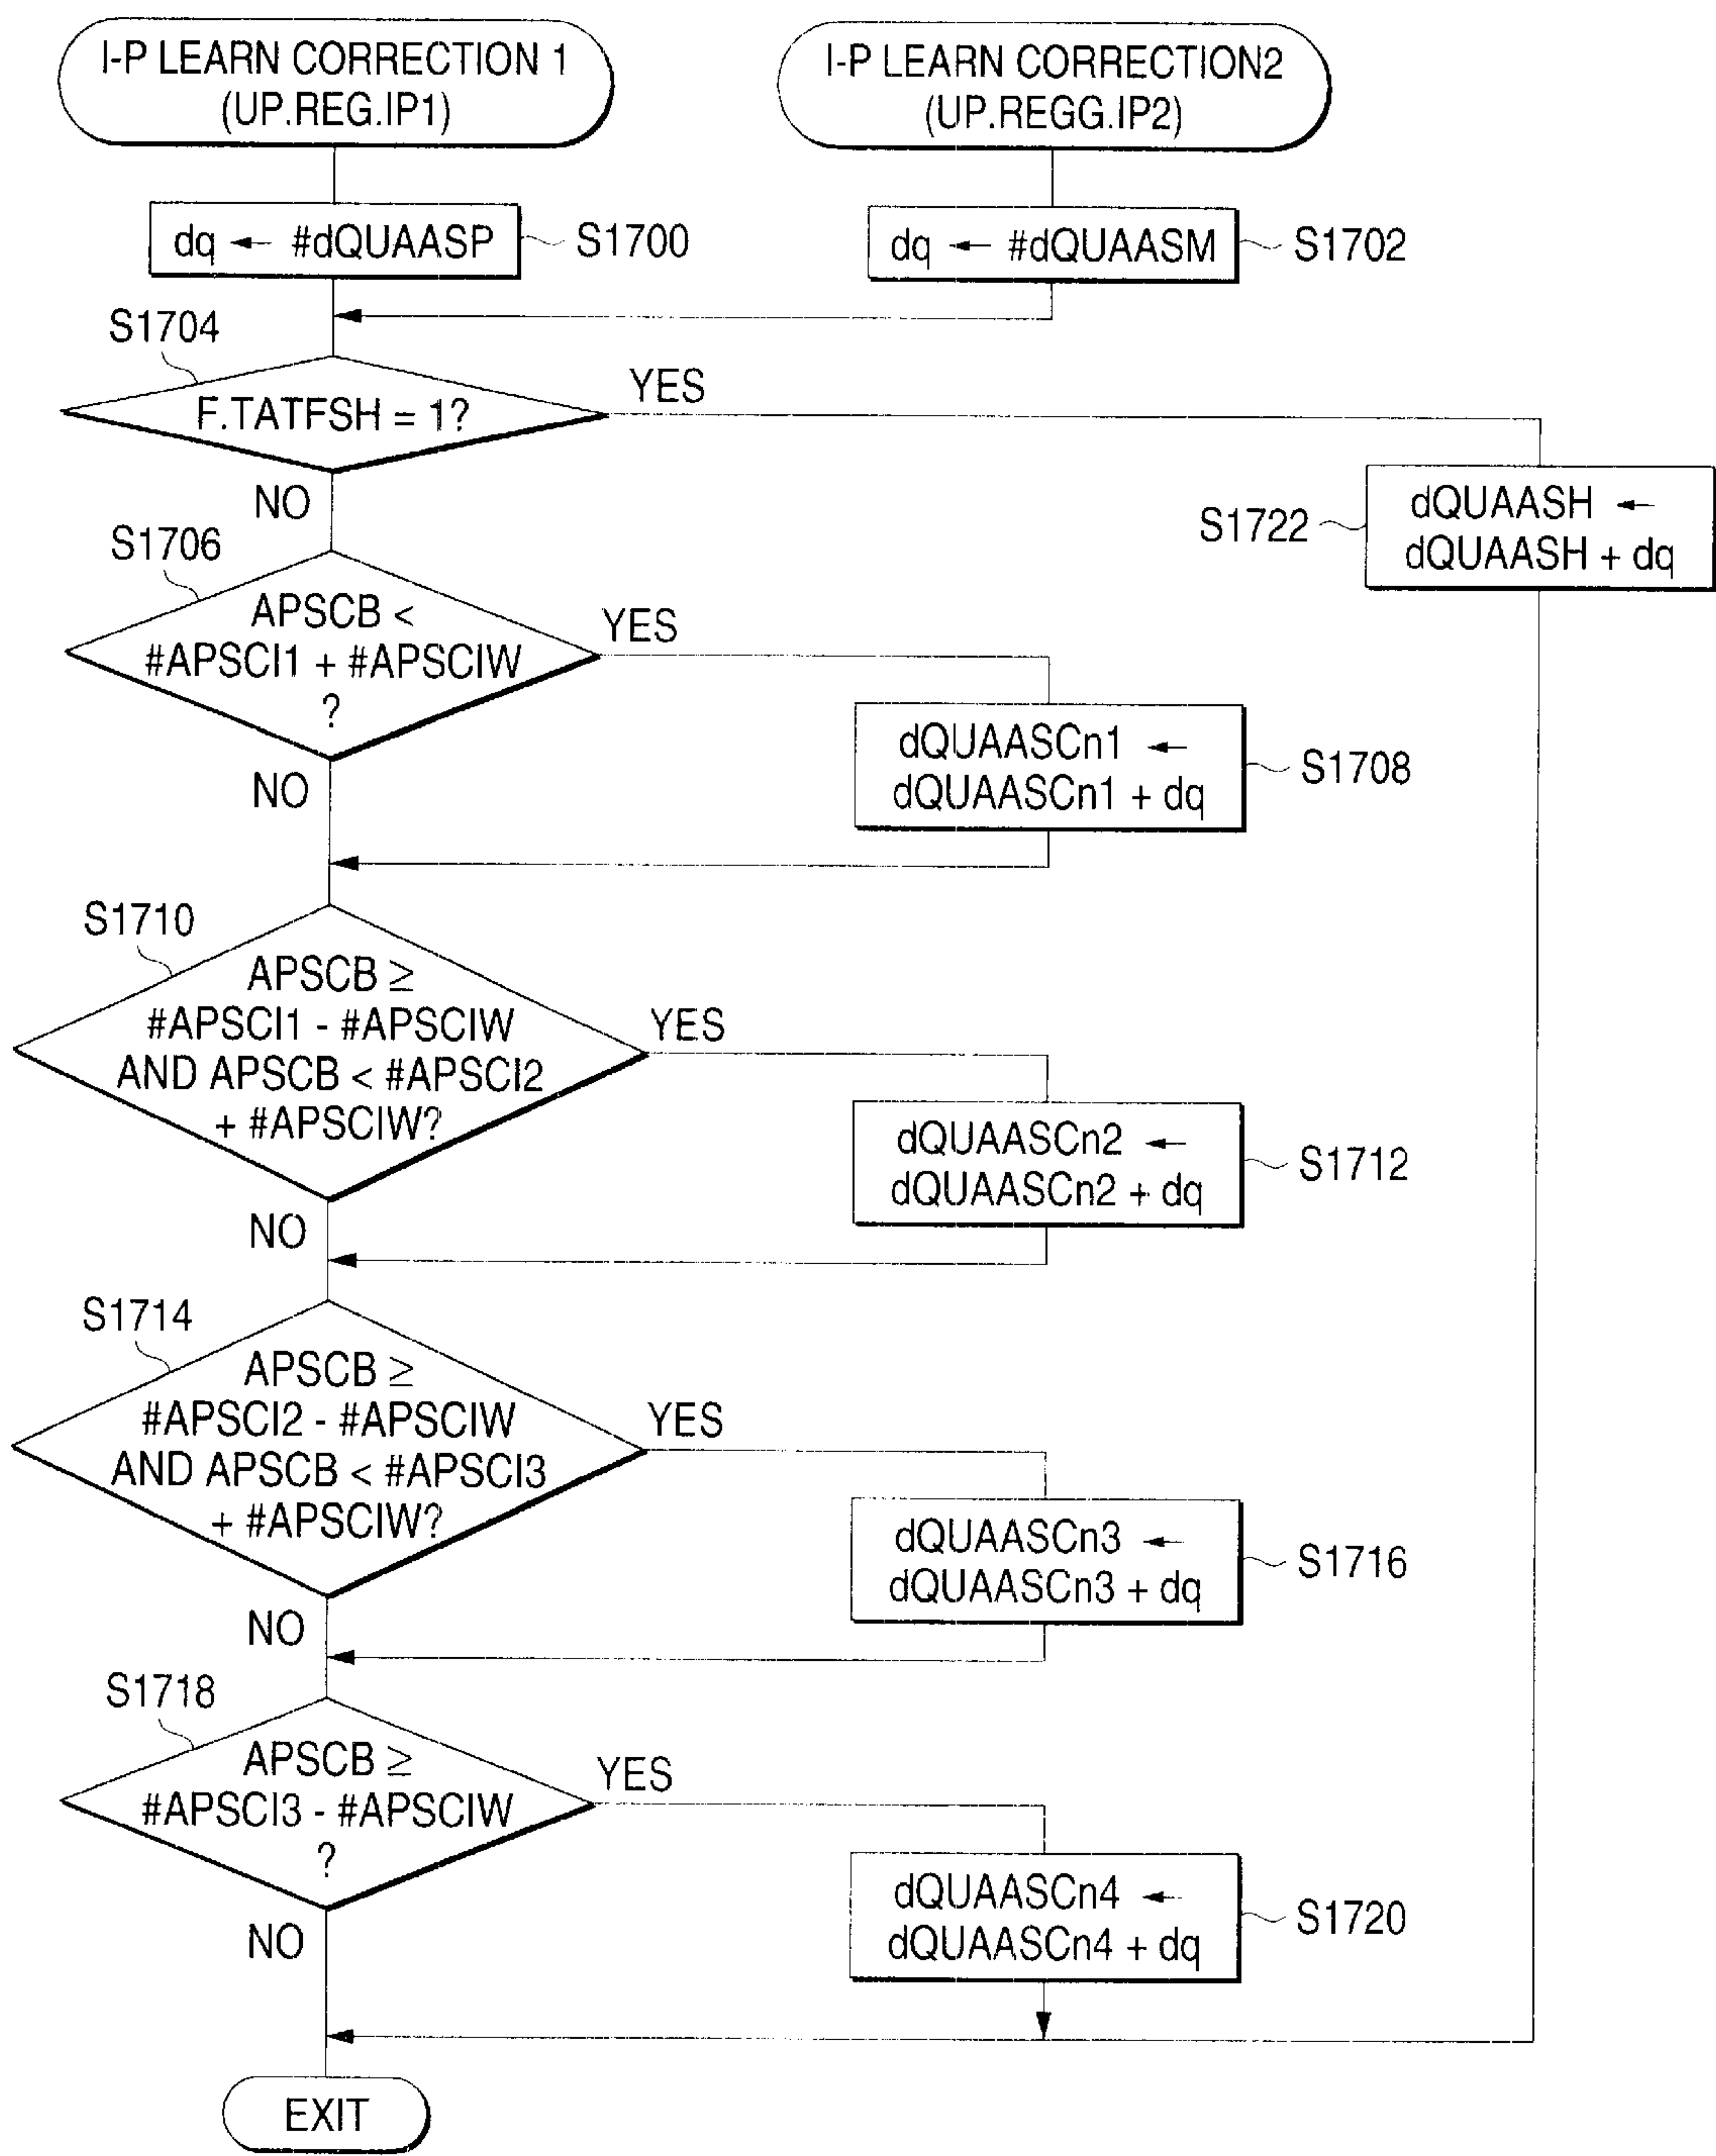 I-P LEARN CORRECTION 1
(UP.REG.IP1)
I-P LEARN CORRECTION2
(UP.REGG.IP2)
dq ← #dQUAASP
S1700
dq ← #dQUAASM
S1702
S1704
F.TATFSH = 1?
YES
NO
dQUAASH ←
dQUAASH + dq
S1722
S1706
APSCB <
#APSCI1 + #APSCIW
?
YES
NO
dQUAASCn1 ←
dQUAASCn1 + dq
S1708
S1710
APSCB ≥
#APSCI1 - #APSCIW
AND APSCB < #APSCI2
+ #APSCIW?
YES
NO
dQUAASCn2 ←
dQUAASCn2 + dq
S1712
S1714
APSCB ≥
#APSCI2 - #APSCIW
AND APSCB < #APSCI3
+ #APSCIW?
YES
NO
dQUAASCn3 ←
dQUAASCn3 + dq
S1716
S1718
APSCB ≥
#APSCI3 - #APSCIW
?
YES
NO
dQUAASCn4 ←
dQUAASCn4 + dq
S1720
EXIT